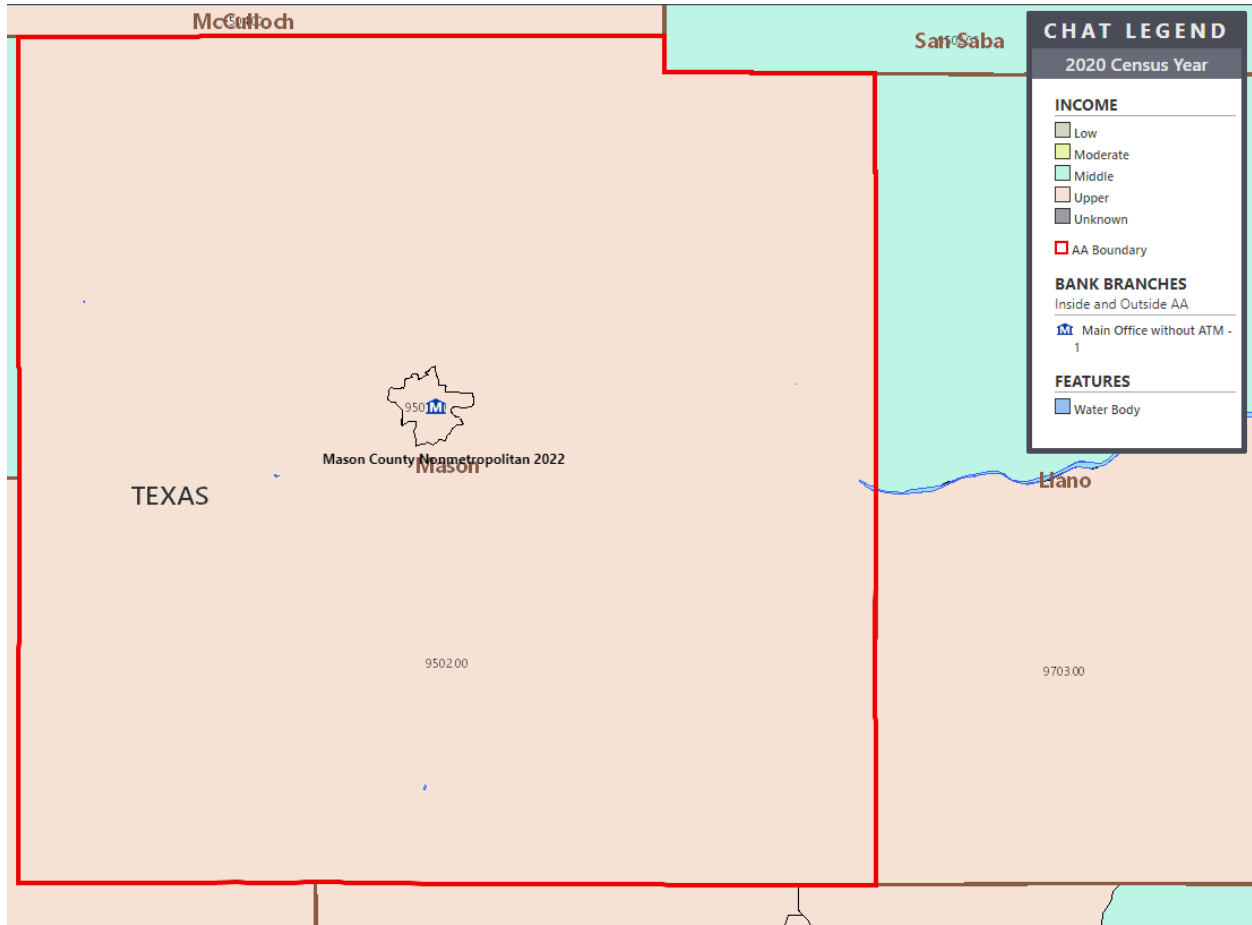 McCulloch
San Saba
950
Mason County Nonmetropolitan 2022
Mason
TEXAS
Llano
9502.00
9703.00
CHAT LEGEND
2020 Census Year
INCOME
Low
Moderate
Middle
Upper
Unknown
AA Boundary
BANK BRANCHES
Inside and Outside AA
M Main Office without ATM -
1
FEATURES
Water Body